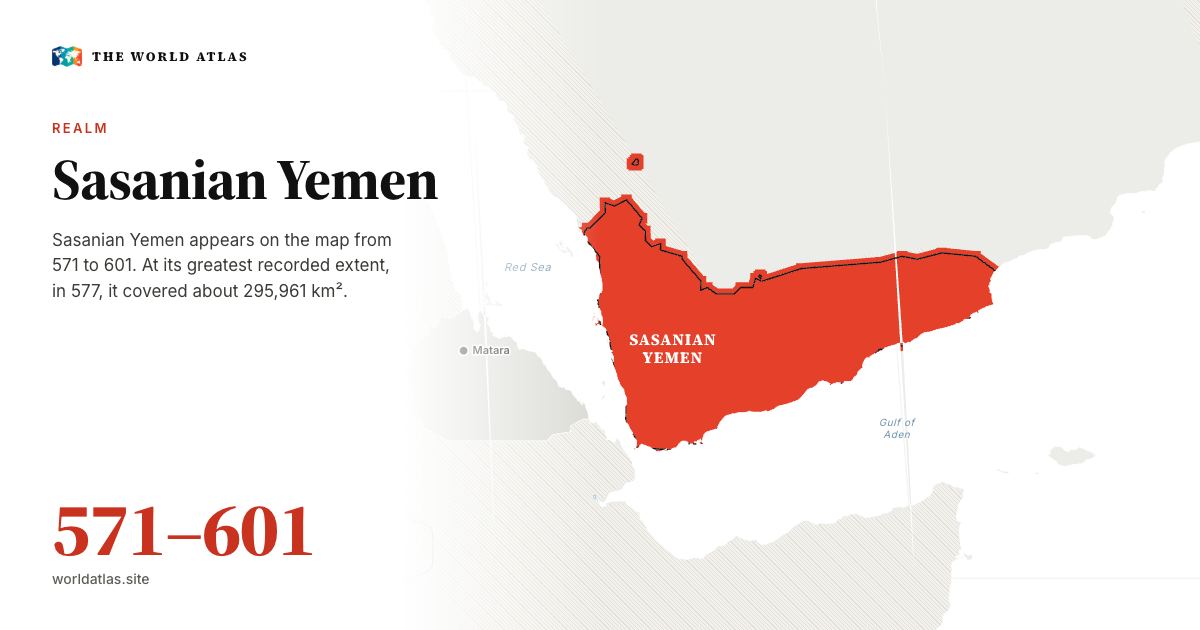 THE WORLD ATLAS
REALM
Sasanian Yemen
Sasanian Yemen appears on the map from
571 to 601. At its greatest recorded extent,
in 577, it covered about 295,961 km².
571–601
worldatlas.site
Red Sea
Matara
SASANIAN
YEMEN
Gulf of
Aden